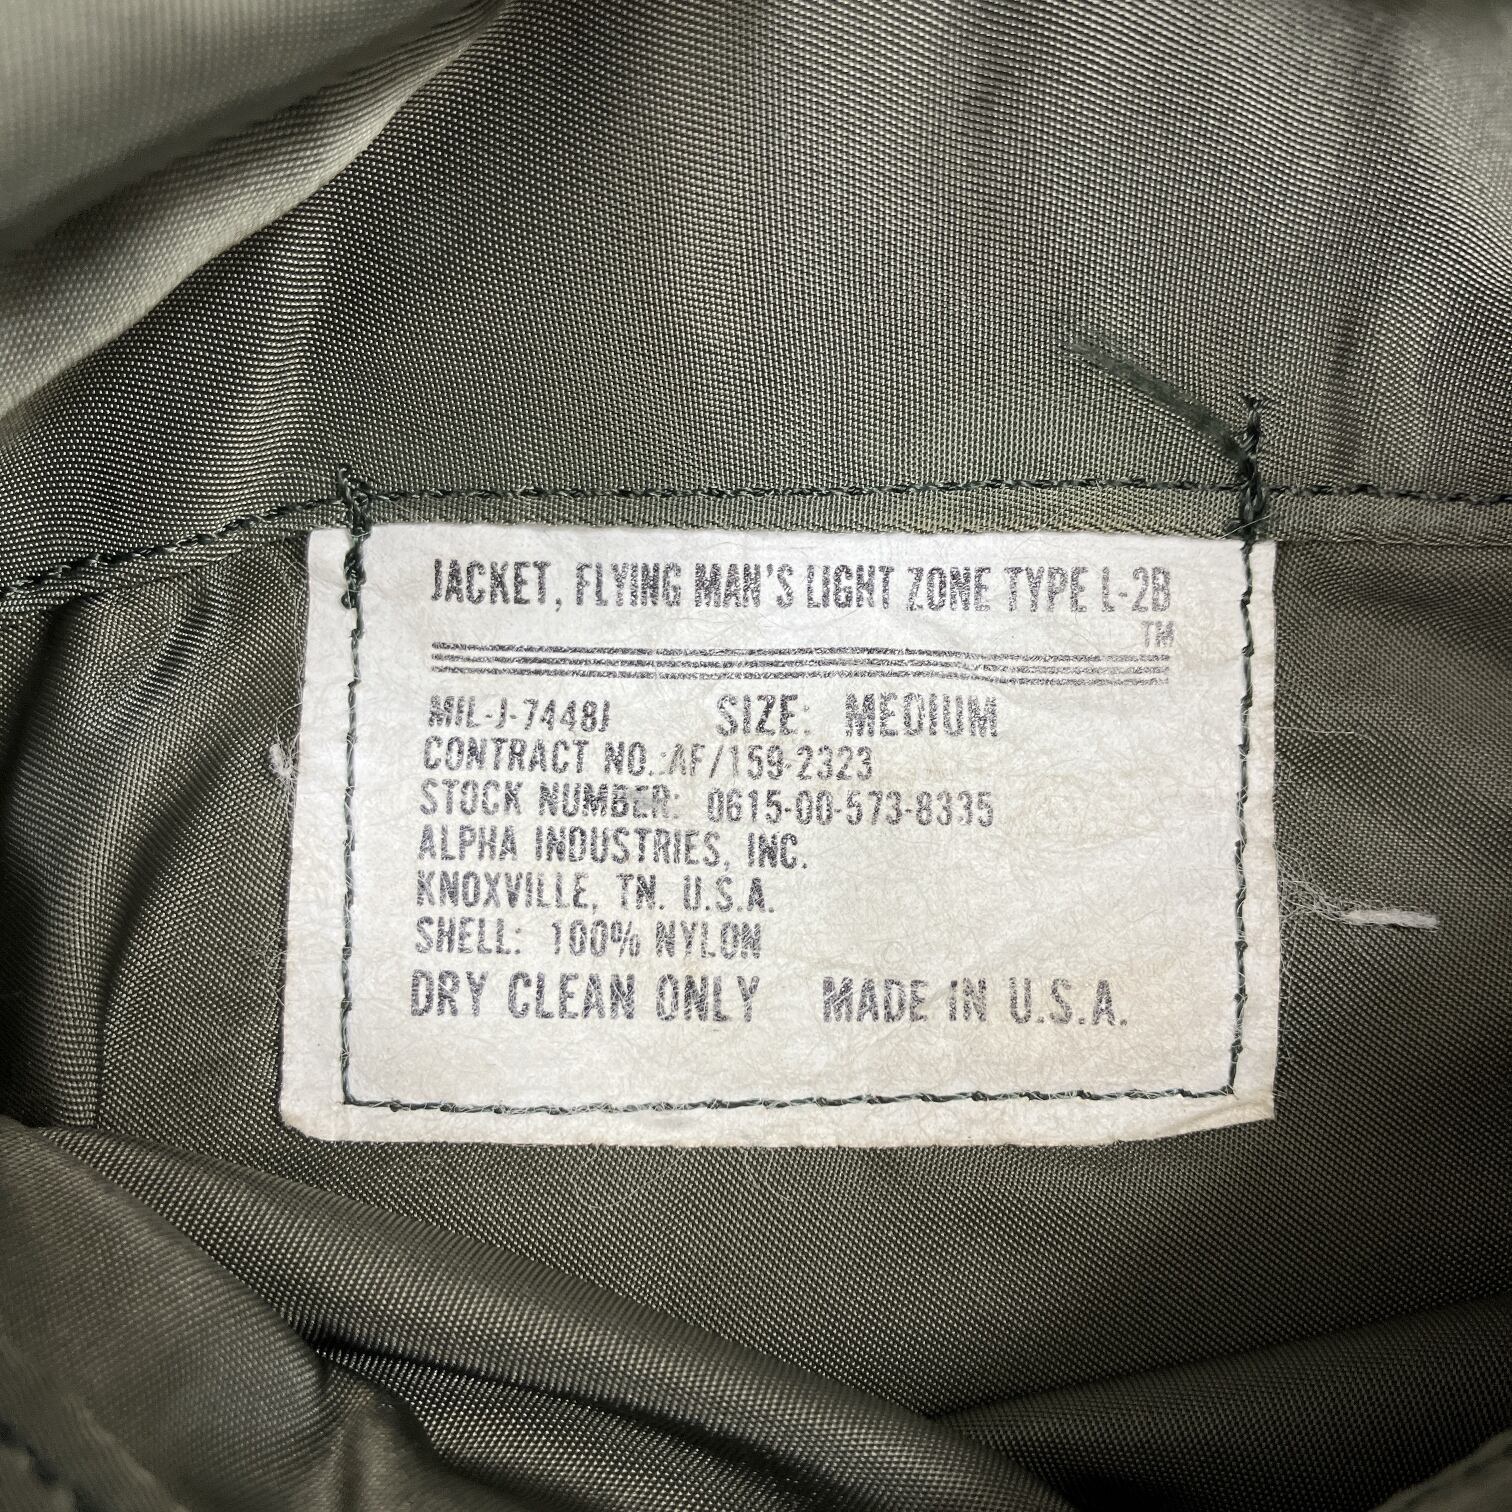 JACKET, FLYING MAN'S LIGHT ZONE TYPE L-2B
TM
MIL-J-7448J SIZE: MEDIUM
CONTRACT NO.:AF/159-2323
STOCK NUMBER: 0615-00-573-8335
ALPHA INDUSTRIES, INC.
KNOXVILLE, TN. U.S.A.
SHELL: 100% NYLON
DRY CLEAN ONLY MADE IN U.S.A.